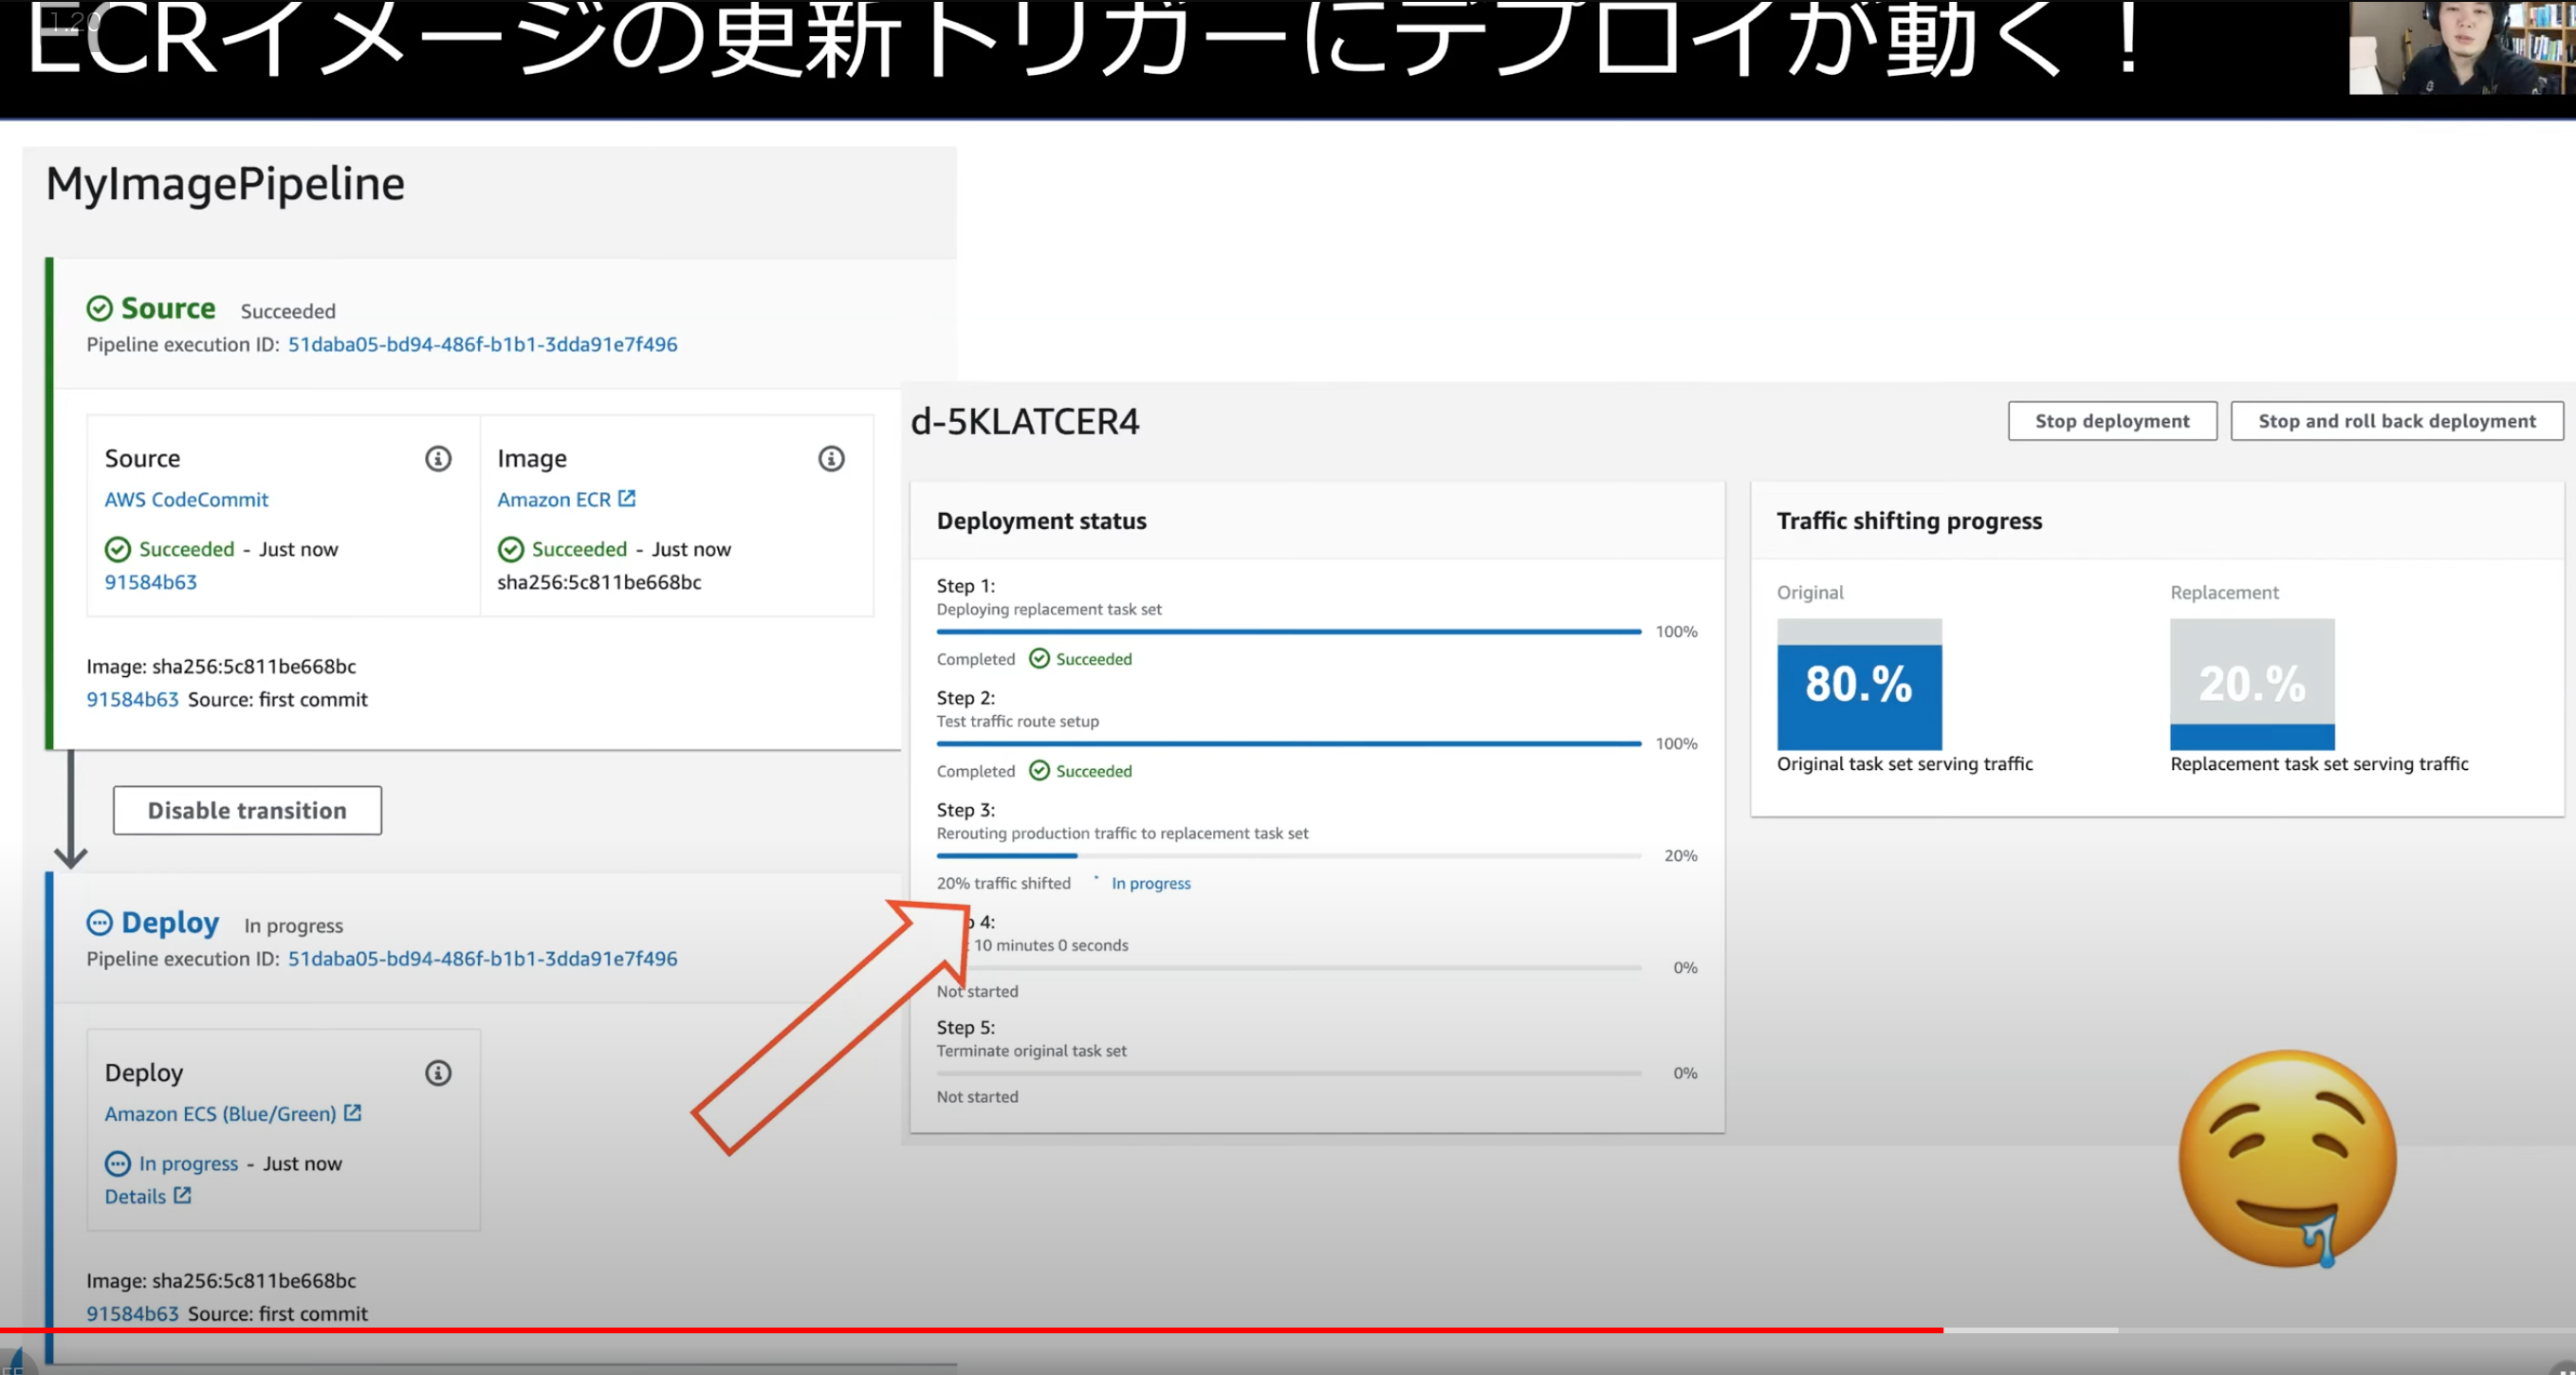 ECRイメージの更新トリガーにデプロイが動く！
1.20
MyImagePipeline
Source Succeeded
Pipeline execution ID: 51daba05-bd94-486f-b1b1-3dda91e7f496
Source
AWS CodeCommit
Succeeded - Just now
91584b63
Image
Amazon ECR
Succeeded - Just now
sha256:5c811be668bc
Image: sha256:5c811be668bc
91584b63 Source: first commit
Disable transition
Deploy In progress
Pipeline execution ID: 51daba05-bd94-486f-b1b1-3dda91e7f496
Deploy
Amazon ECS (Blue/Green)
In progress - Just now
Details
Image: sha256:5c811be668bc
91584b63 Source: first commit
d-5KLATCER4
Stop deployment
Stop and roll back deployment
Deployment status
Step 1:
Deploying replacement task set
100%
Completed Succeeded
Step 2:
Test traffic route setup
100%
Completed Succeeded
Step 3:
Rerouting production traffic to replacement task set
20%
20% traffic shifted In progress
4:
10 minutes 0 seconds
0%
Not started
Step 5:
Terminate original task set
0%
Not started
Traffic shifting progress
Original
80.%
Original task set serving traffic
Replacement
20.%
Replacement task set serving traffic